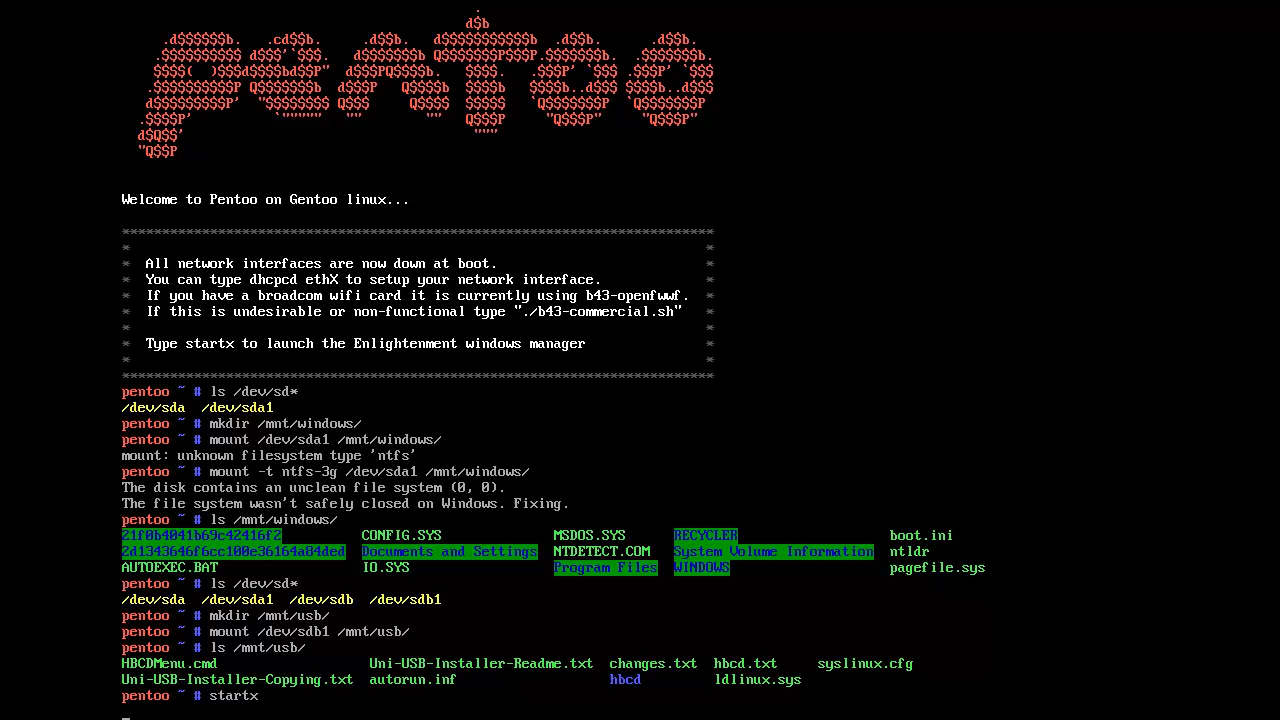 pentoo
Welcome to Pentoo on Gentoo linux...
**************************************************************************
* *
* All network interfaces are now down at boot. *
* You can type dhcpcd ethX to setup your network interface. *
* If you have a broadcom wifi card it is currently using b43-openfwwf. *
* If this is undesirable or non-functional type "./b43-commercial.sh" *
* *
* Type startx to launch the Enlightenment windows manager *
* *
**************************************************************************
pentoo ~ # ls /dev/sd*
/dev/sda /dev/sda1
pentoo ~ # mkdir /mnt/windows/
pentoo ~ # mount /dev/sda1 /mnt/windows/
mount: unknown filesystem type 'ntfs'
pentoo ~ # mount -t ntfs-3g /dev/sda1 /mnt/windows/
The disk contains an unclean file system (0, 0).
The file system wasn't safely closed on Windows. Fixing.
pentoo ~ # ls /mnt/windows/
21f0b4041b69c42416f2 CONFIG.SYS MSDOS.SYS RECYCLER boot.ini
2d1343646f6cc100e36164a84ded Documents and Settings NTDETECT.COM System Volume Information ntldr
AUTOEXEC.BAT IO.SYS Program Files WINDOWS pagefile.sys
pentoo ~ # ls /dev/sd*
/dev/sda /dev/sda1 /dev/sdb /dev/sdb1
pentoo ~ # mkdir /mnt/usb/
pentoo ~ # mount /dev/sdb1 /mnt/usb/
pentoo ~ # ls /mnt/usb/
HBCDMenu.cmd Uni-USB-Installer-Readme.txt changes.txt hbcd.txt syslinux.cfg
Uni-USB-Installer-Copying.txt autorun.inf hbcd ldlinux.sys
pentoo ~ # startx